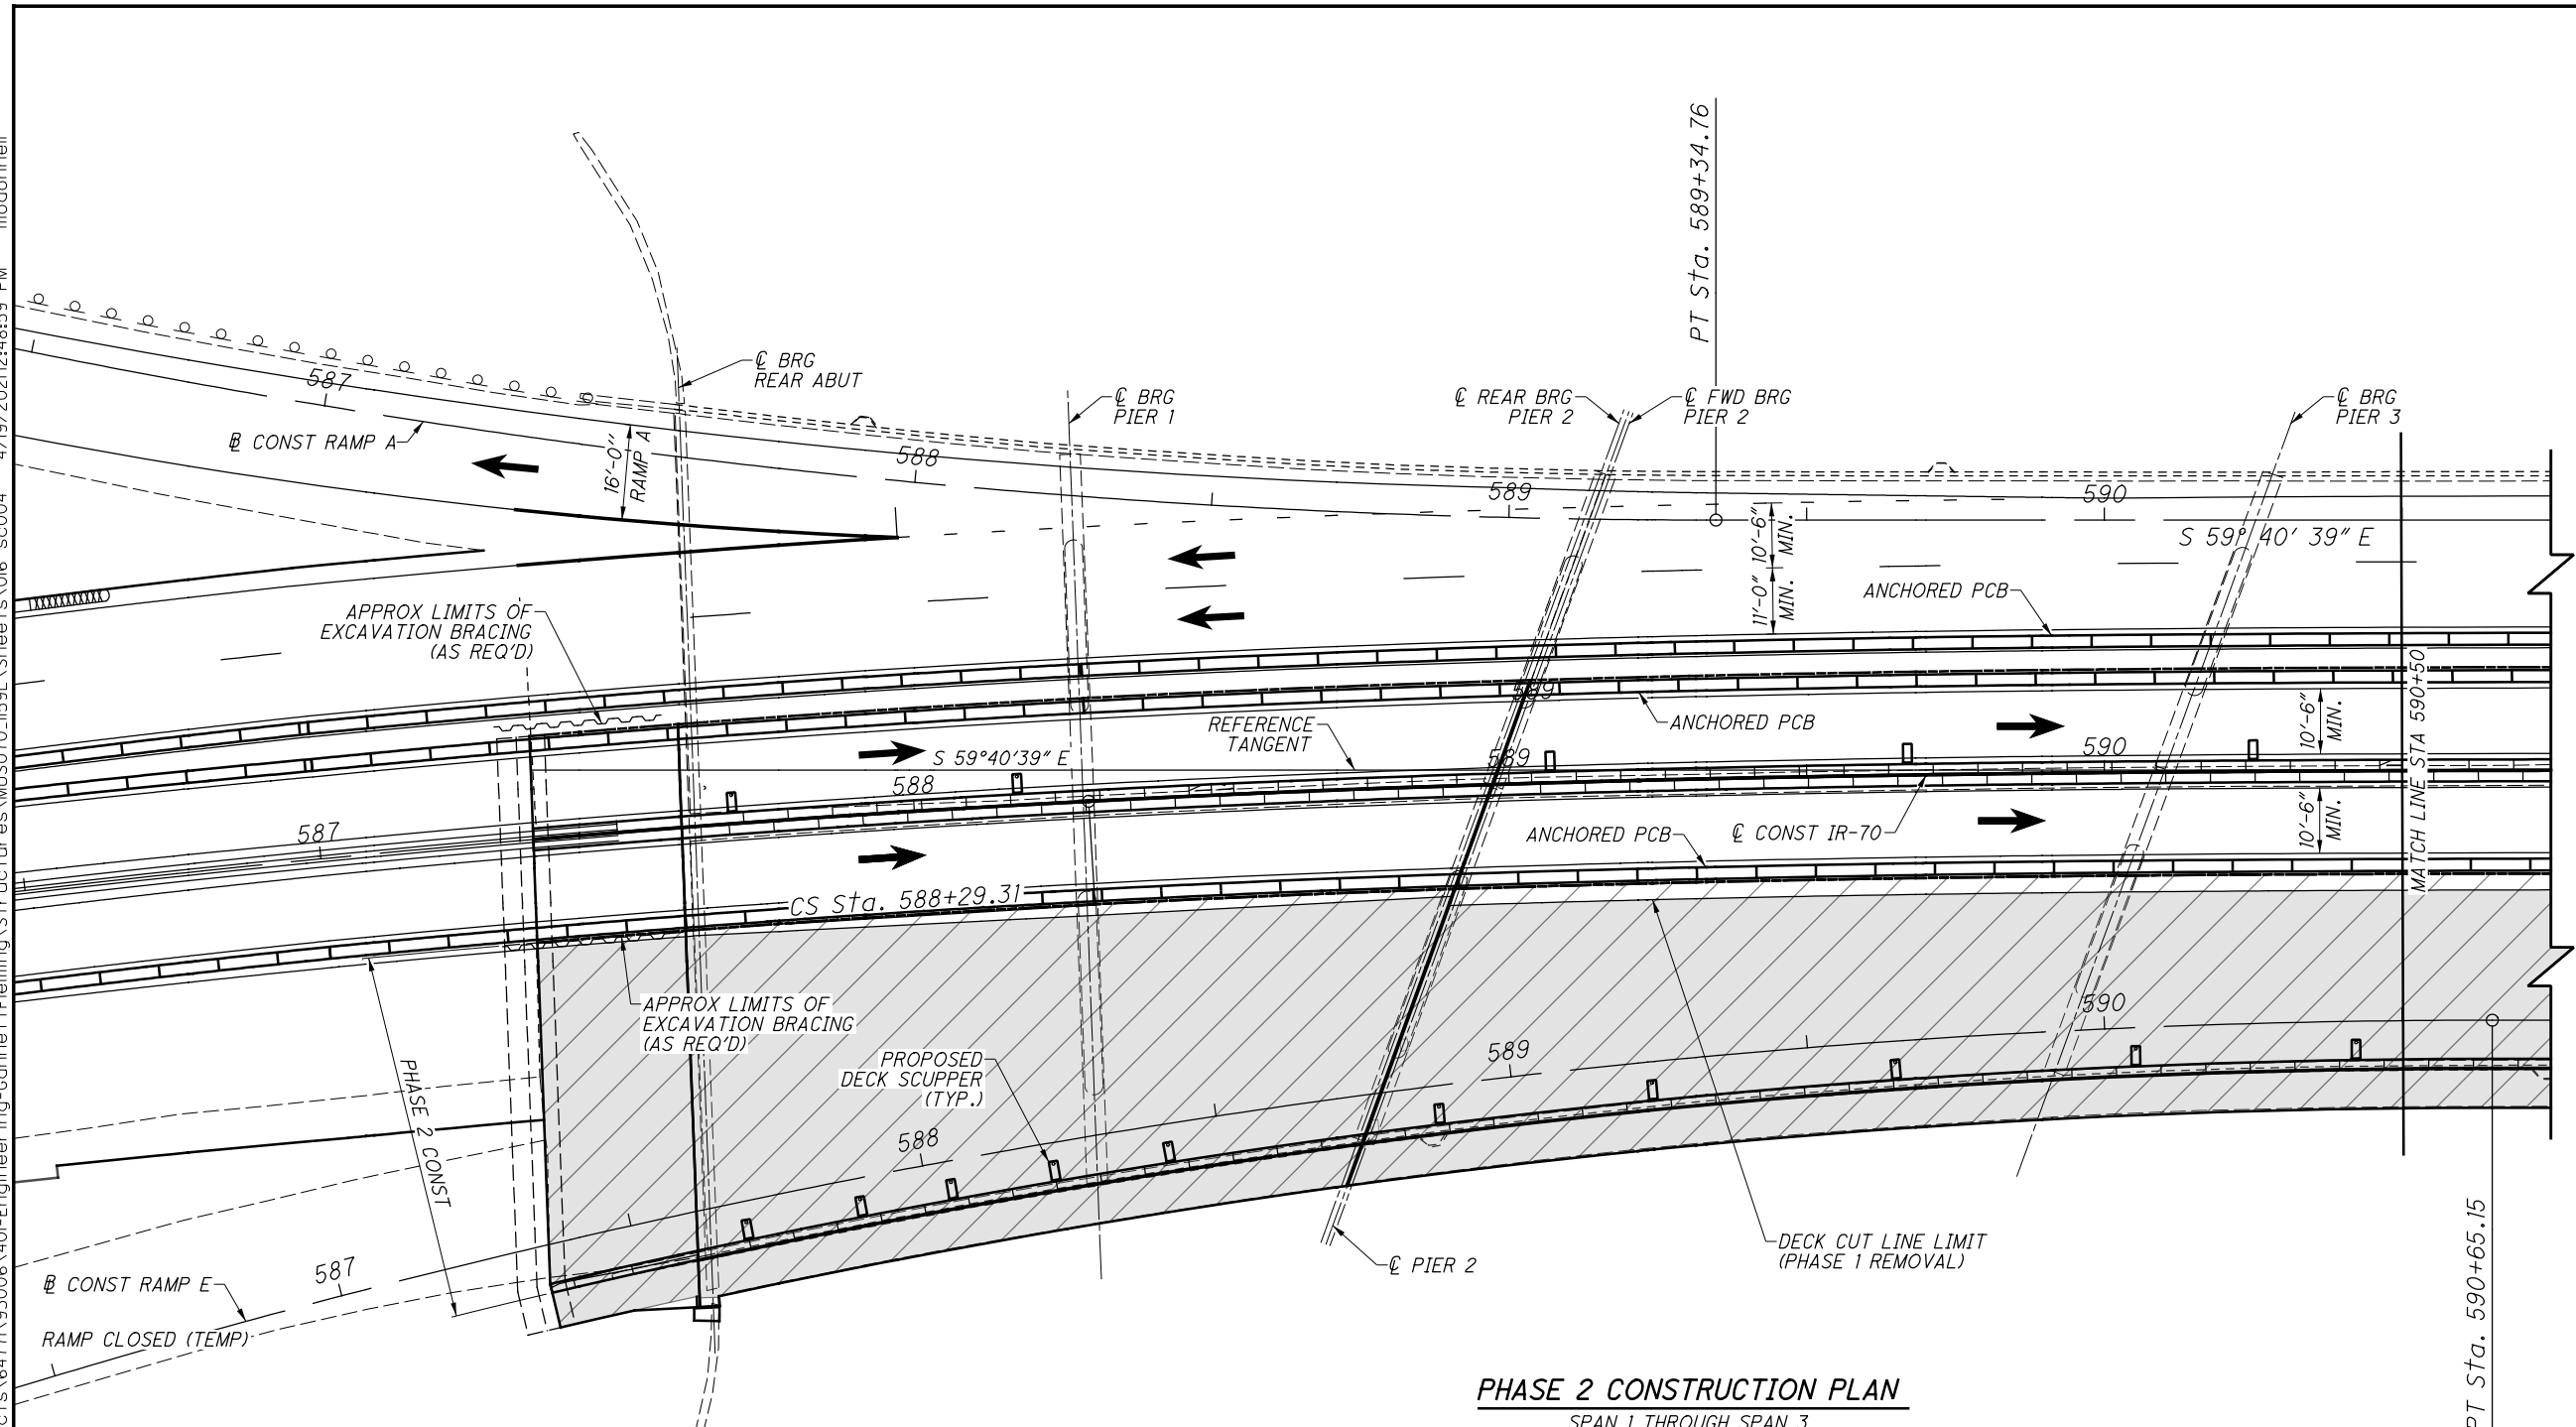 PT Sta. 589+34.76
℄ BRG
REAR ABUT
℄ BRG
PIER 1
℄ REAR BRG
PIER 2
℄ FWD BRG
PIER 2
℄ BRG
PIER 3
587
CONST RAMP A
16'-0"
RAMP A
588
589
590
10'-6"
MIN.
11'-0"
MIN.
S 59° 40' 39" E
ANCHORED PCB
APPROX LIMITS OF
EXCAVATION BRACING
(AS REQ'D)
589
ANCHORED PCB
REFERENCE
TANGENT
S 59°40'39" E
587
588
589
590
10'-6"
MIN.
10'-6"
MIN.
MATCH LINE STA 590+50
ANCHORED PCB
℄ CONST IR-70
CS Sta. 588+29.31
APPROX LIMITS OF
EXCAVATION BRACING
(AS REQ'D)
PHASE 2 CONST
PROPOSED
DECK SCUPPER
(TYP.)
587
588
589
590
CONST RAMP E
RAMP CLOSED (TEMP)
℄ PIER 2
DECK CUT LINE LIMIT
(PHASE 1 REMOVAL)
PT Sta. 590+65.15
PHASE 2 CONSTRUCTION PLAN
SPAN 1 THROUGH SPAN 3
4/19/2021